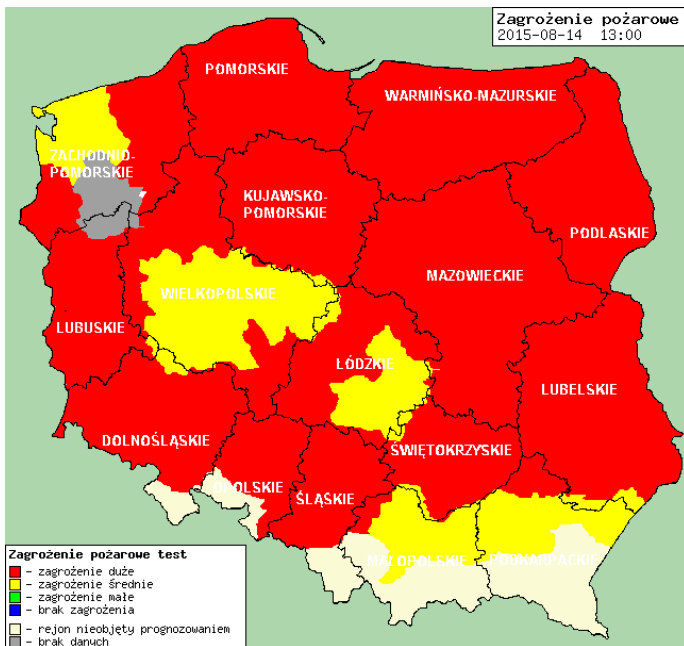 Zagrożenie pożarowe
2015-08-14 13:00
POMORSKIE
WARMIŃSKO-MAZURSKIE
ZACHODNIO-
POMORSKIE
KUJAWSKO-
POMORSKIE
PODLASKIE
MAZOWIECKIE
WIELKOPOLSKIE
LUBUSKIE
ŁÓDZKIE
LUBELSKIE
DOLNOŚLĄSKIE
ŚWIĘTOKRZYSKIE
OPOLSKIE
ŚLĄSKIE
MAŁOPOLSKIE
PODKARPACKIE
Zagrożenie pożarowe test
- zagrożenie duże
- zagrożenie średnie
- zagrożenie małe
- brak zagrożenia
- rejon nieobjęty prognozowaniem
- brak danych